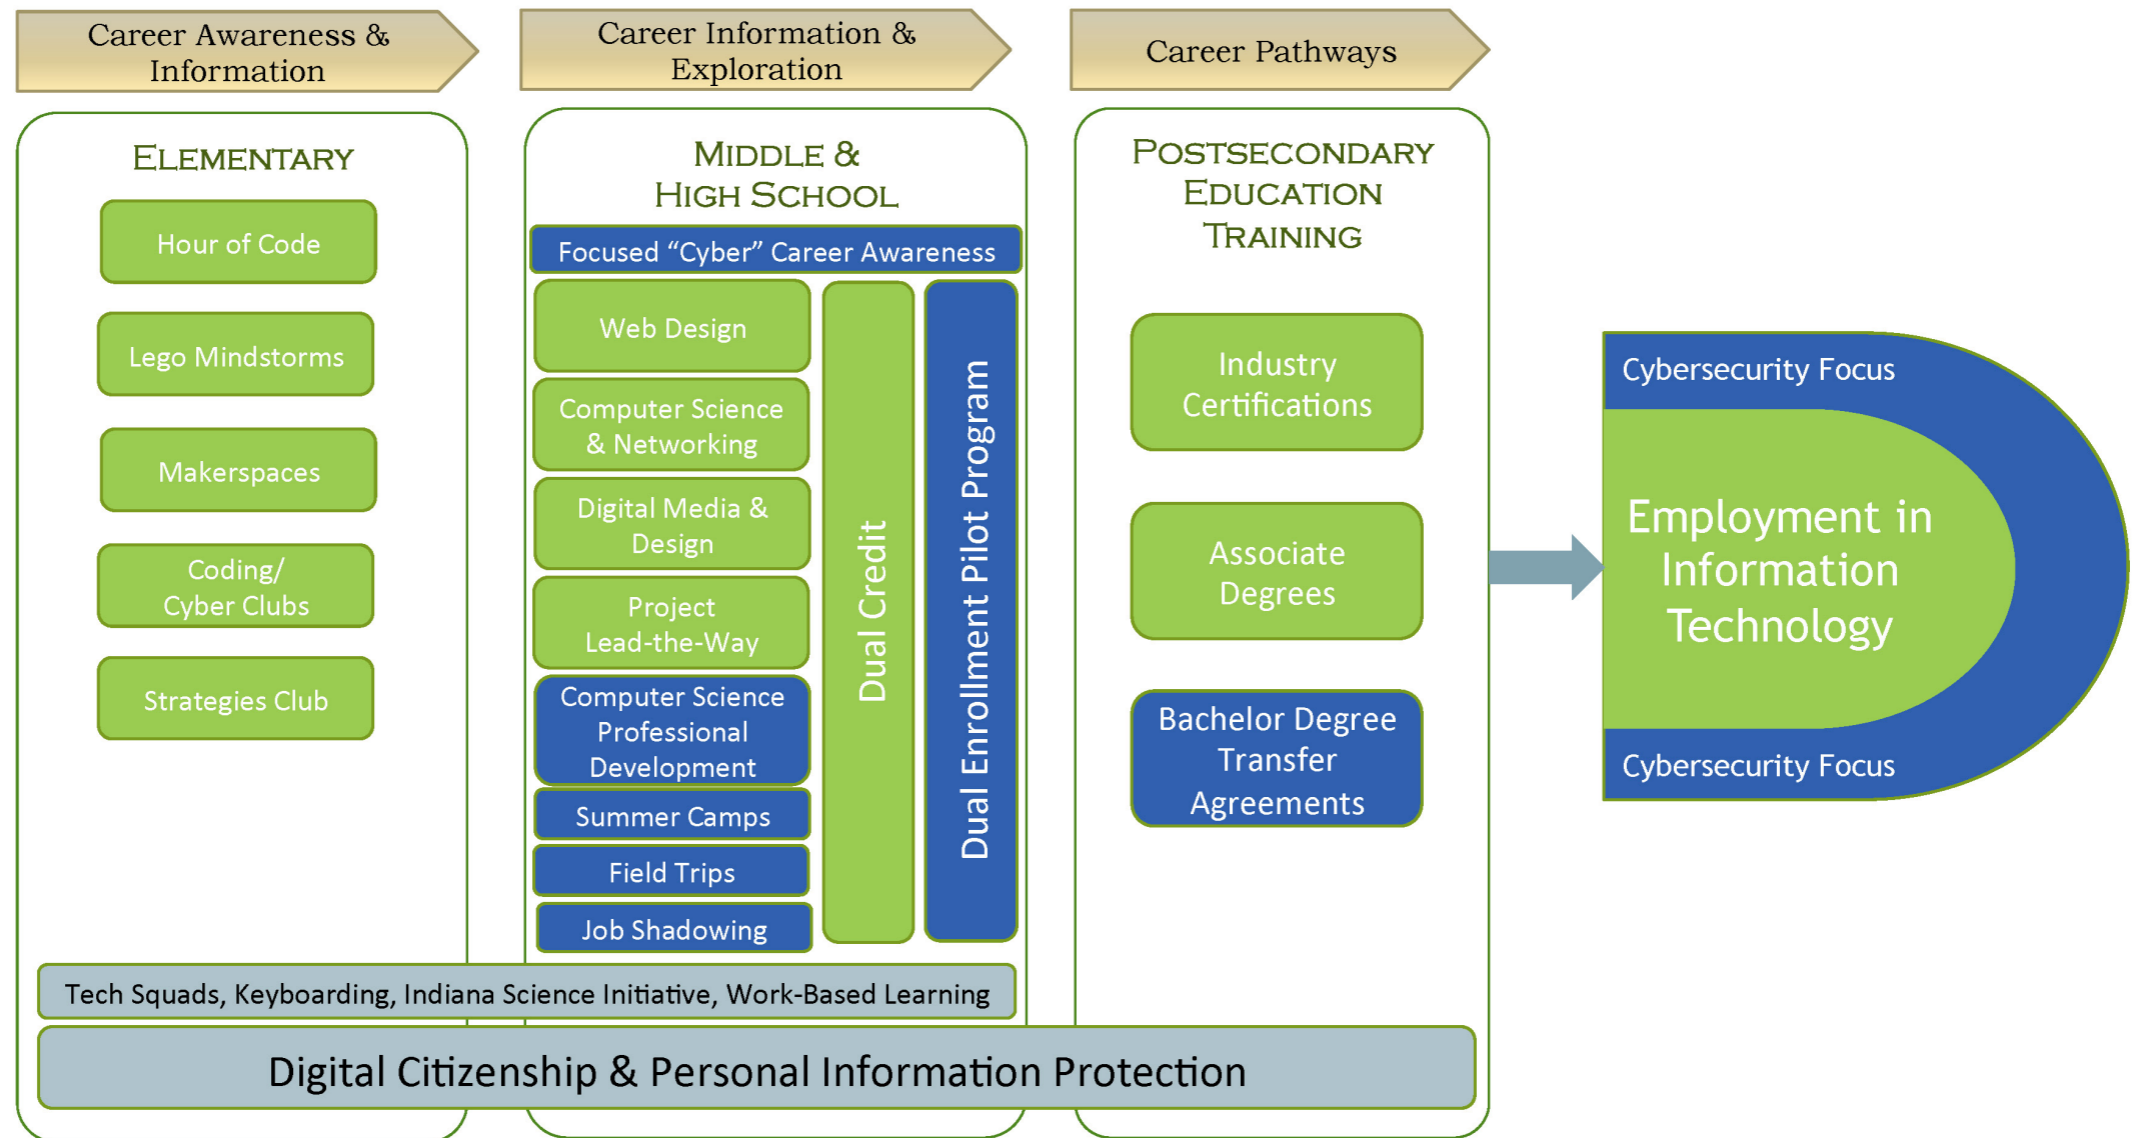 Career Awareness &
Information
Career Information &
Exploration
Career Pathways
ELEMENTARY
Hour of Code
Lego Mindstorms
Makerspaces
Coding/
Cyber Clubs
Strategies Club
MIDDLE &
HIGH SCHOOL
Focused “Cyber” Career Awareness
Web Design
Computer Science
& Networking
Digital Media &
Design
Project
Lead-the-Way
Computer Science
Professional
Development
Summer Camps
Field Trips
Job Shadowing
Dual Credit
Dual Enrollment Pilot Program
POSTSECONDARY
EDUCATION
TRAINING
Industry
Certifications
Associate
Degrees
Bachelor Degree
Transfer
Agreements
Cybersecurity Focus
Employment in
Information
Technology
Cybersecurity Focus
Tech Squads, Keyboarding, Indiana Science Initiative, Work-Based Learning
Digital Citizenship & Personal Information Protection